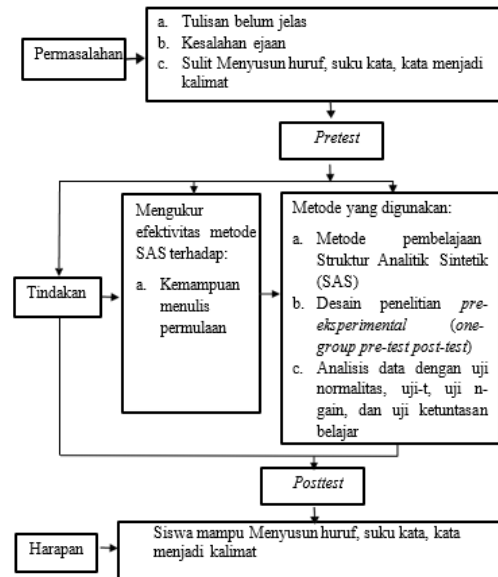 Permasalahan
a. Tulisan belum jelas
b. Kesalahan ejaan
c. Sulit Menyusun huruf, suku kata, kata menjadi
kalimat
Pretest
Tindakan
Mengukur
efektivitas metode
SAS terhadap:
a. Kemampuan
menulis
permulaan
Metode yang digunakan:
a. Metode pembelajaan
Struktur Analitik Sintetik
(SAS)
b. Desain penelitian pre-
eksperimental (one-
group pre-test post-test)
c. Analisis data dengan uji
normalitas, uji-t, uji n-
gain, dan uji ketuntasan
belajar
Posttest
Harapan
Siswa mampu Menyusun huruf, suku kata, kata
menjadi kalimat